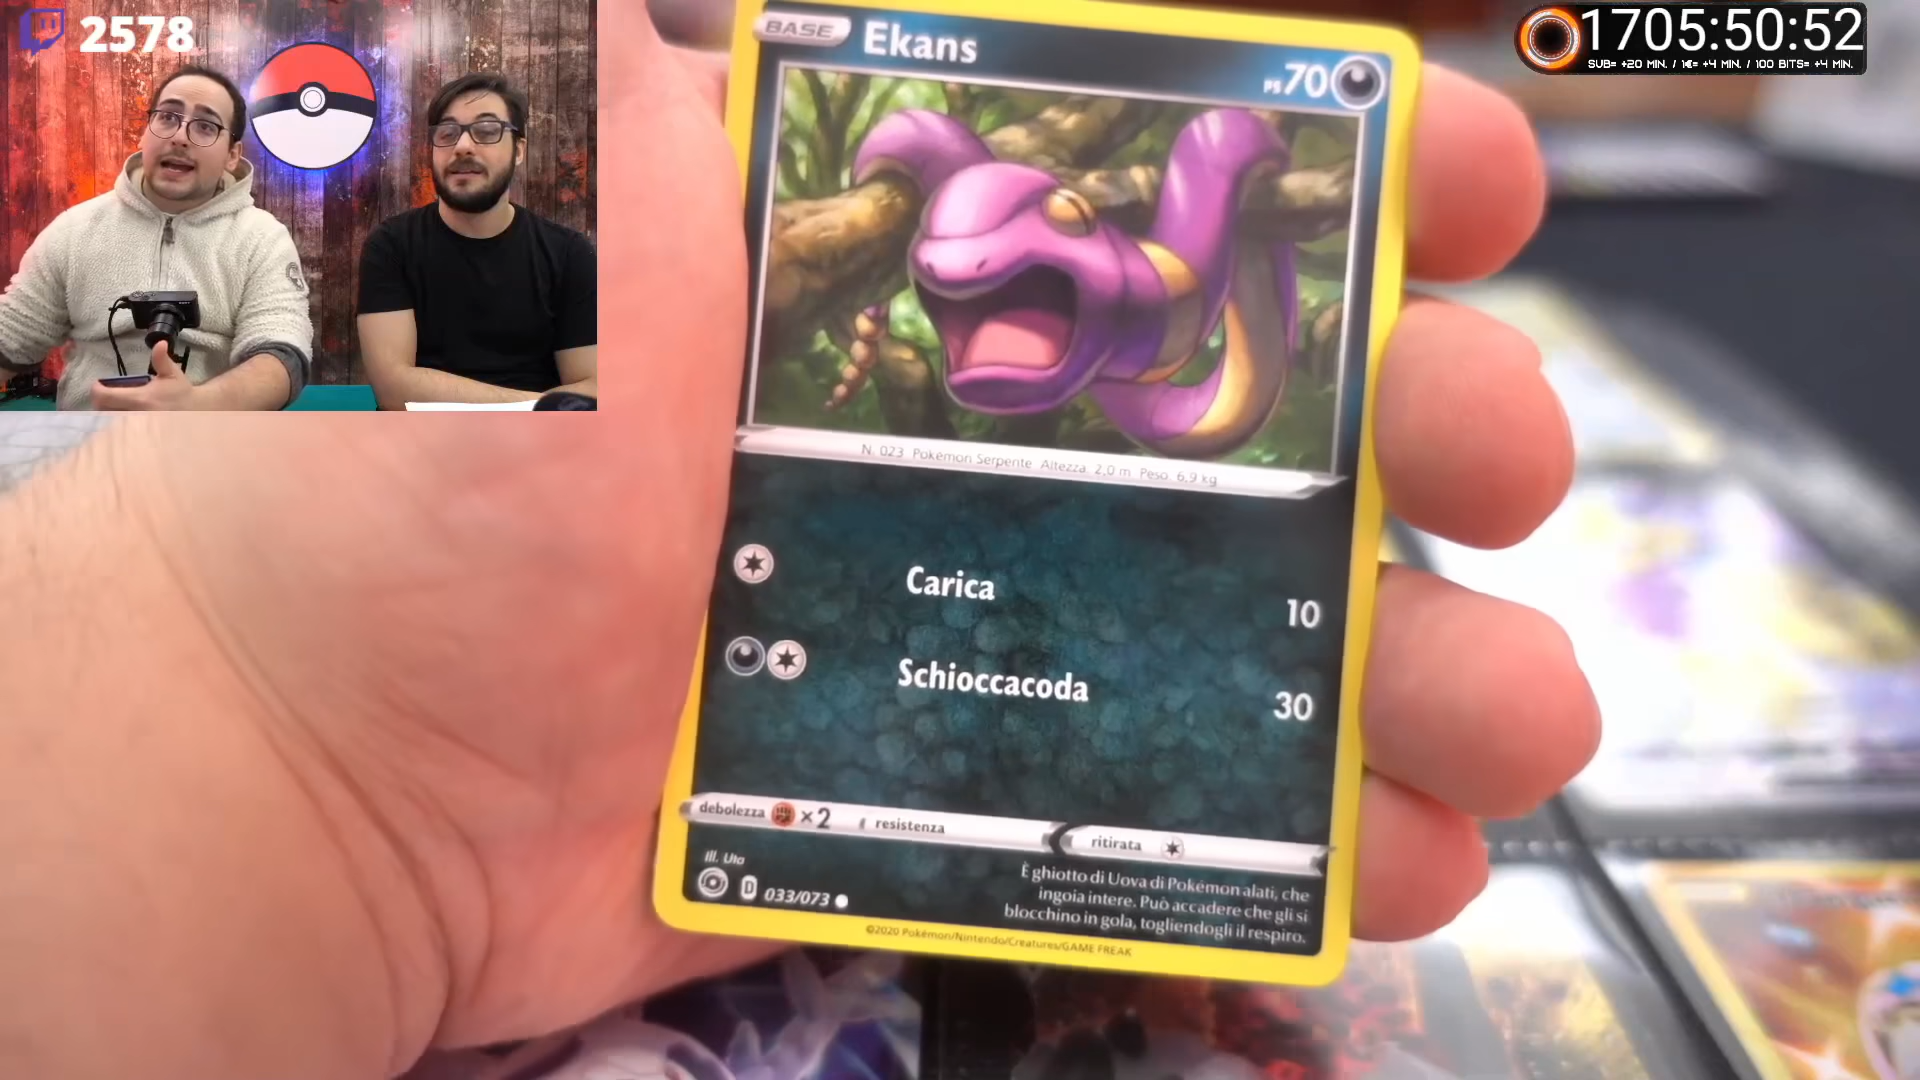 2578
1705:50:52
SUB= +20 MIN. / 1€= +4 MIN. / 100 BITS= +4 MIN.
BASE
Ekans
PS 70
N. 023 Pokémon Serpente Altezza: 2,0 m Peso: 6,9 kg
Carica
10
Schioccacoda
30
debolezza ×2 resistenza ritirata
Ill. Uta
D 033/073
È ghiotto di Uova di Pokémon alati, che
ingoia intere. Può accadere che gli si
blocchino in gola, togliendogli il respiro.
©2020 Pokémon/Nintendo/Creatures/GAME FREAK